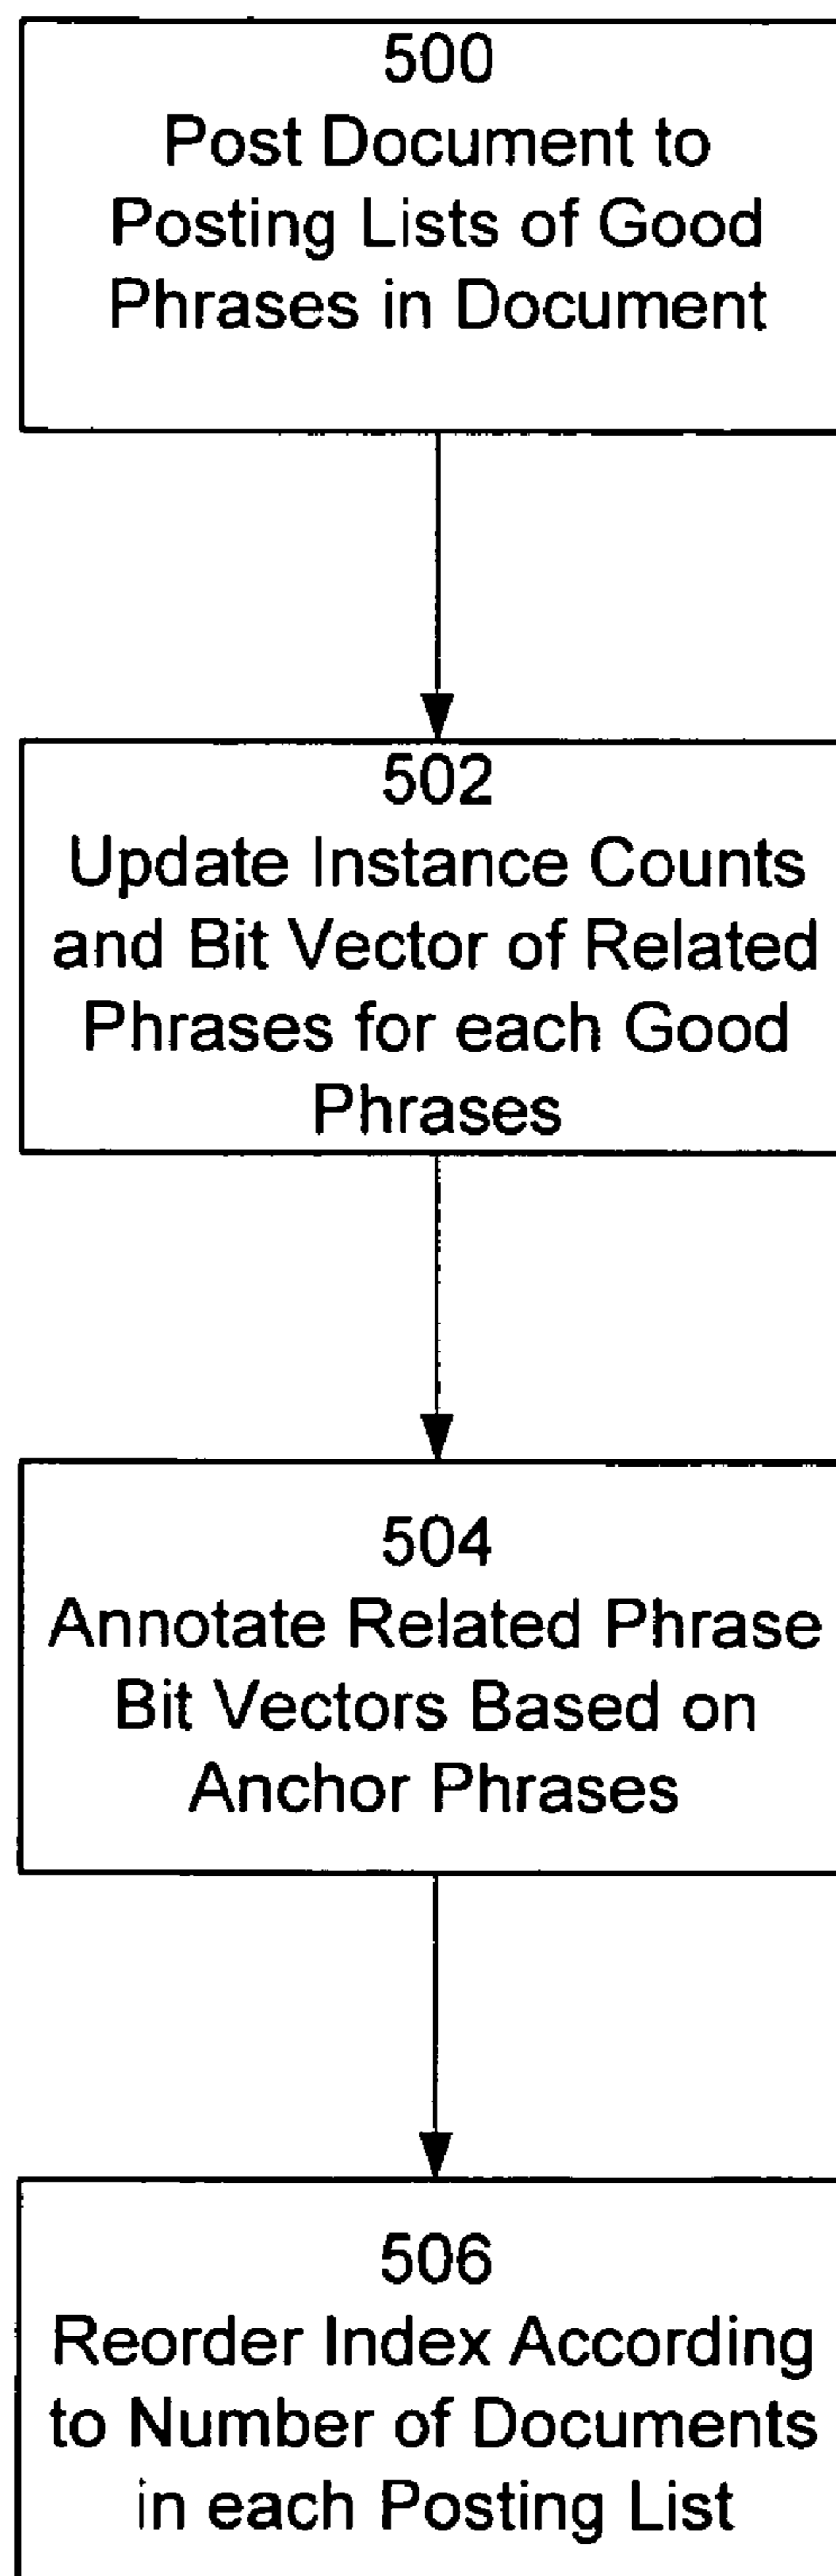 500
Post Document to
Posting Lists of Good
Phrases in Document
502
Update Instance Counts
and Bit Vector of Related
Phrases for each Good
Phrases
504
Annotate Related Phrase
Bit Vectors Based on
Anchor Phrases
506
Reorder Index According
to Number of Documents
in each Posting List